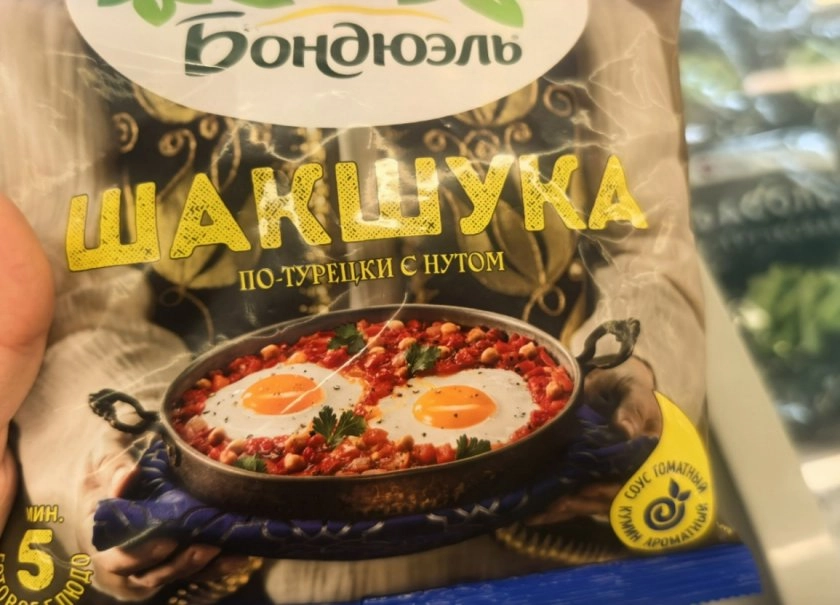 Бондюэль
ШАКШУКА
ПО-ТУРЕЦКИ С НУТОМ
СОУС ТОМАТНЫЙ
КУМИН АРОМАТНЫЙ
МИН.
5